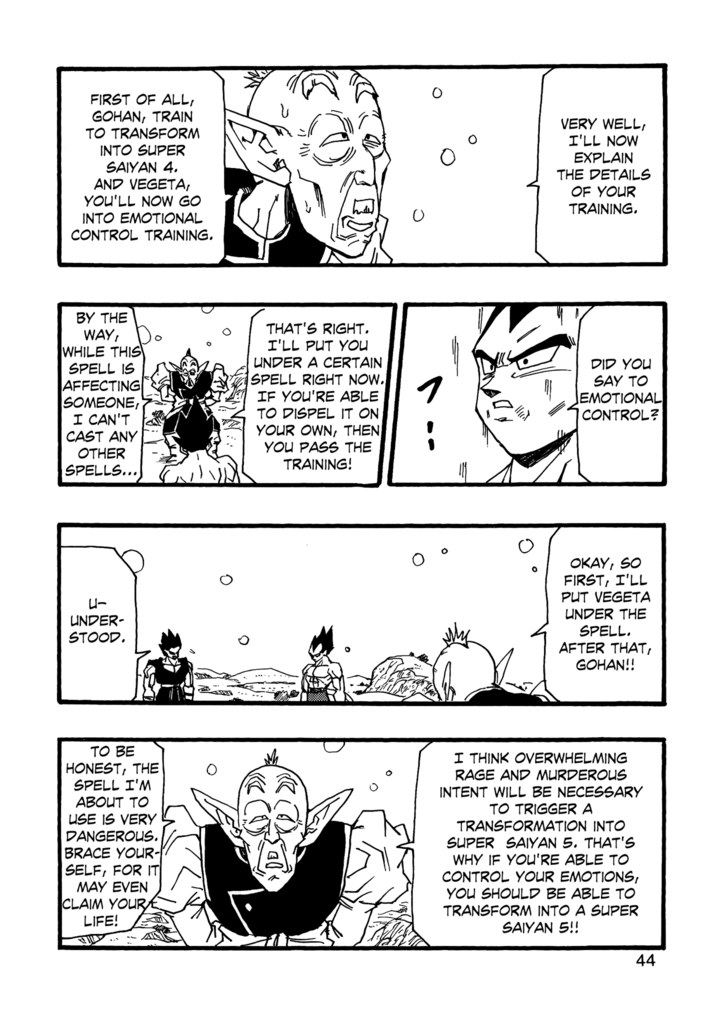 VERY WELL,
I'LL NOW
EXPLAIN
THE DETAILS
OF YOUR
TRAINING.
FIRST OF ALL,
GOHAN, TRAIN
TO TRANSFORM
INTO SUPER
SAIYAN 4.
AND VEGETA,
YOU'LL NOW GO
INTO EMOTIONAL
CONTROL TRAINING.
DID YOU
SAY TO
EMOTIONAL
CONTROL?
ッ!!
THAT'S RIGHT.
I'LL PUT YOU
UNDER A CERTAIN
SPELL RIGHT NOW.
IF YOU'RE ABLE
TO DISPEL IT ON
YOUR OWN, THEN
YOU PASS THE
TRAINING!
BY THE
WAY,
WHILE THIS
SPELL IS
AFFECTING
SOMEONE,
I CAN'T
CAST ANY
OTHER
SPELLS...
OKAY, SO
FIRST, I'LL
PUT VEGETA
UNDER THE
SPELL.
AFTER THAT,
GOHAN!!
U-
UNDER-
STOOD.
I THINK OVERWHELMING
RAGE AND MURDEROUS
INTENT WILL BE NECESSARY
TO TRIGGER A
TRANSFORMATION INTO
SUPER SAIYAN 5. THAT'S
WHY IF YOU'RE ABLE TO
CONTROL YOUR EMOTIONS,
YOU SHOULD BE ABLE TO
TRANSFORM INTO A SUPER
SAIYAN 5!!
TO BE
HONEST, THE
SPELL I'M
ABOUT TO
USE IS VERY
DANGEROUS.
BRACE YOUR-
SELF, FOR IT
MAY EVEN
CLAIM YOUR
LIFE!
44